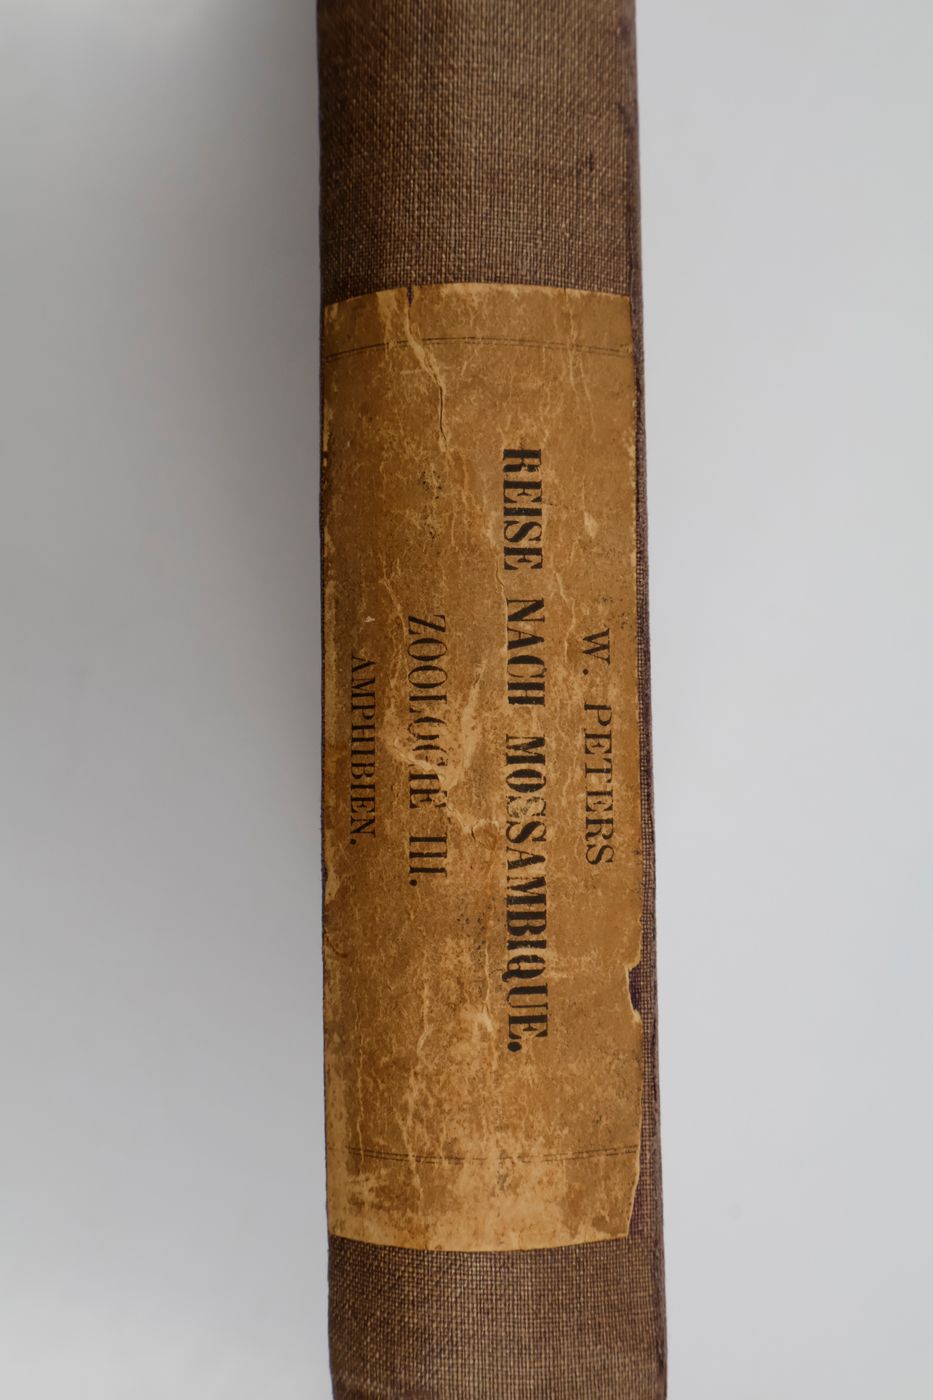 W. PETERS
REISE NACH MOSSAMBIQUE.
ZOOLOGIE III.
AMPHIBIEN.